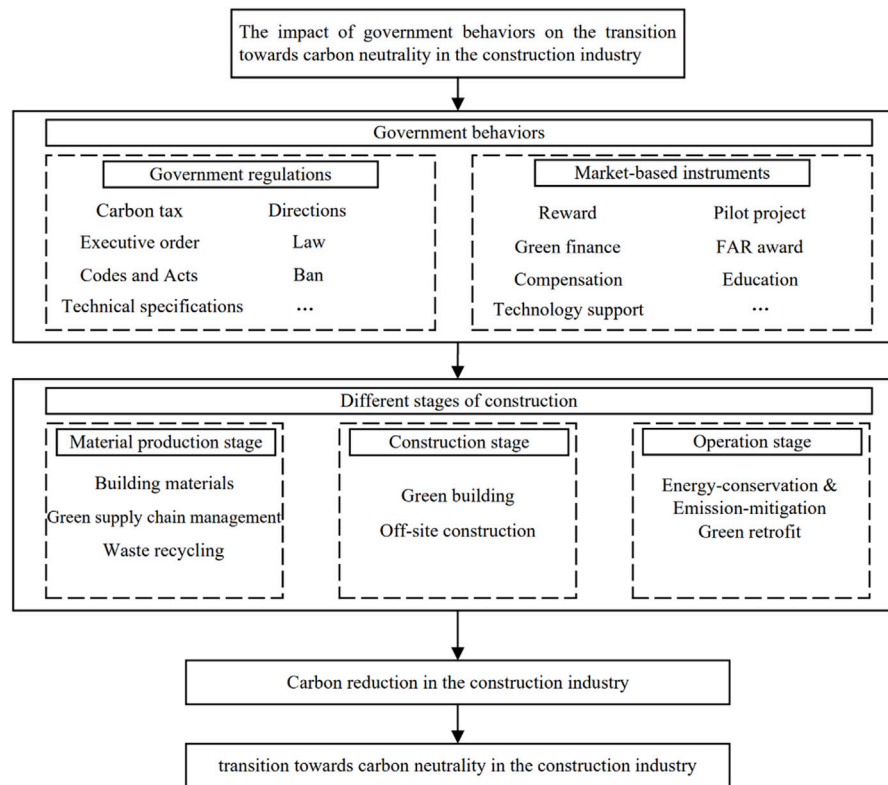 The impact of government behaviors on the transition
towards carbon neutrality in the construction industry
Government behaviors
Government regulations
Carbon tax
Directions
Executive order
Law
Codes and Acts
Ban
Technical specifications
...
Market-based instruments
Reward
Pilot project
Green finance
FAR award
Compensation
Education
Technology support
...
Different stages of construction
Material production stage
Building materials
Green supply chain management
Waste recycling
Construction stage
Green building
Off-site construction
Operation stage
Energy-conservation &
Emission-mitigation
Green retrofit
Carbon reduction in the construction industry
transition towards carbon neutrality in the construction industry